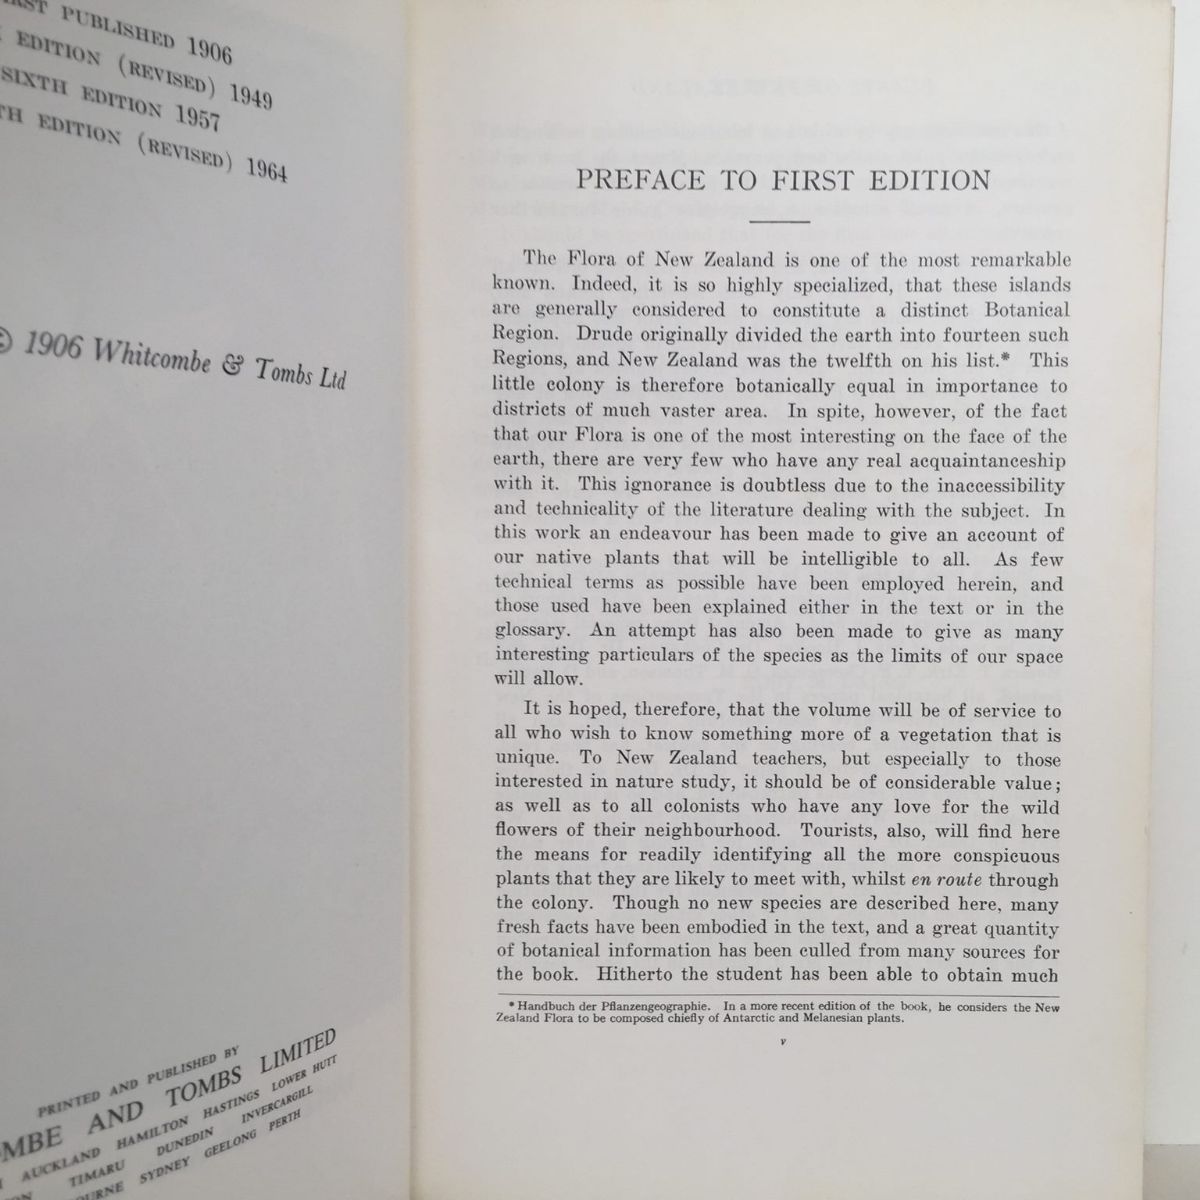 PUBLISHED 1906
EDITION (REVISED) 1949
SIXTH EDITION 1957
EDITION (REVISED) 1964
© 1906 Whitcombe & Tombs Ltd
PRINTED AND PUBLISHED BY
AND TOMBS LIMITED
AUCKLAND HAMILTON HASTINGS LOWER HUTT
TIMARU DUNEDIN INVERCARGILL
SYDNEY GEELONG PERTH
PREFACE TO FIRST EDITION
The Flora of New Zealand is one of the most remarkable
known. Indeed, it is so highly specialized, that these islands
are generally considered to constitute a distinct Botanical
Region. Drude originally divided the earth into fourteen such
Regions, and New Zealand was the twelfth on his list.* This
little colony is therefore botanically equal in importance to
districts of much vaster area. In spite, however, of the fact
that our Flora is one of the most interesting on the face of the
earth, there are very few who have any real acquaintanceship
with it. This ignorance is doubtless due to the inaccessibility
and technicality of the literature dealing with the subject. In
this work an endeavour has been made to give an account of
our native plants that will be intelligible to all. As few
technical terms as possible have been employed herein, and
those used have been explained either in the text or in the
glossary. An attempt has also been made to give as many
interesting particulars of the species as the limits of our space
will allow.
It is hoped, therefore, that the volume will be of service to
all who wish to know something more of a vegetation that is
unique. To New Zealand teachers, but especially to those
interested in nature study, it should be of considerable value;
as well as to all colonists who have any love for the wild
flowers of their neighbourhood. Tourists, also, will find here
the means for readily identifying all the more conspicuous
plants that they are likely to meet with, whilst en route through
the colony. Though no new species are described here, many
fresh facts have been embodied in the text, and a great quantity
of botanical information has been culled from many sources for
the book. Hitherto the student has been able to obtain much
* Handbuch der Pflanzengeographie. In a more recent edition of the book, he considers the New
Zealand Flora to be composed chiefly of Antarctic and Melanesian plants.
v